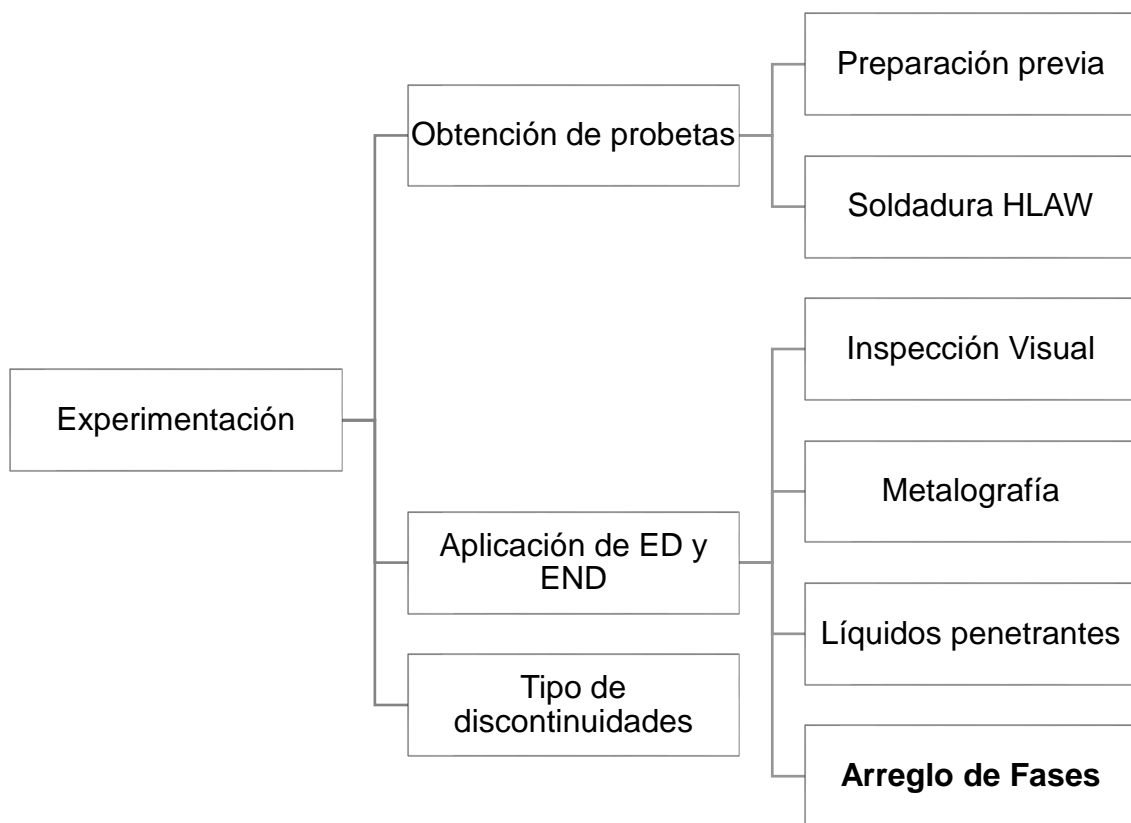 Experimentación
Obtención de probetas
Preparación previa
Soldadura HLAW
Aplicación de ED y
END
Inspección Visual
Metalografía
Líquidos penetrantes
Arreglo de Fases
Tipo de
discontinuidades